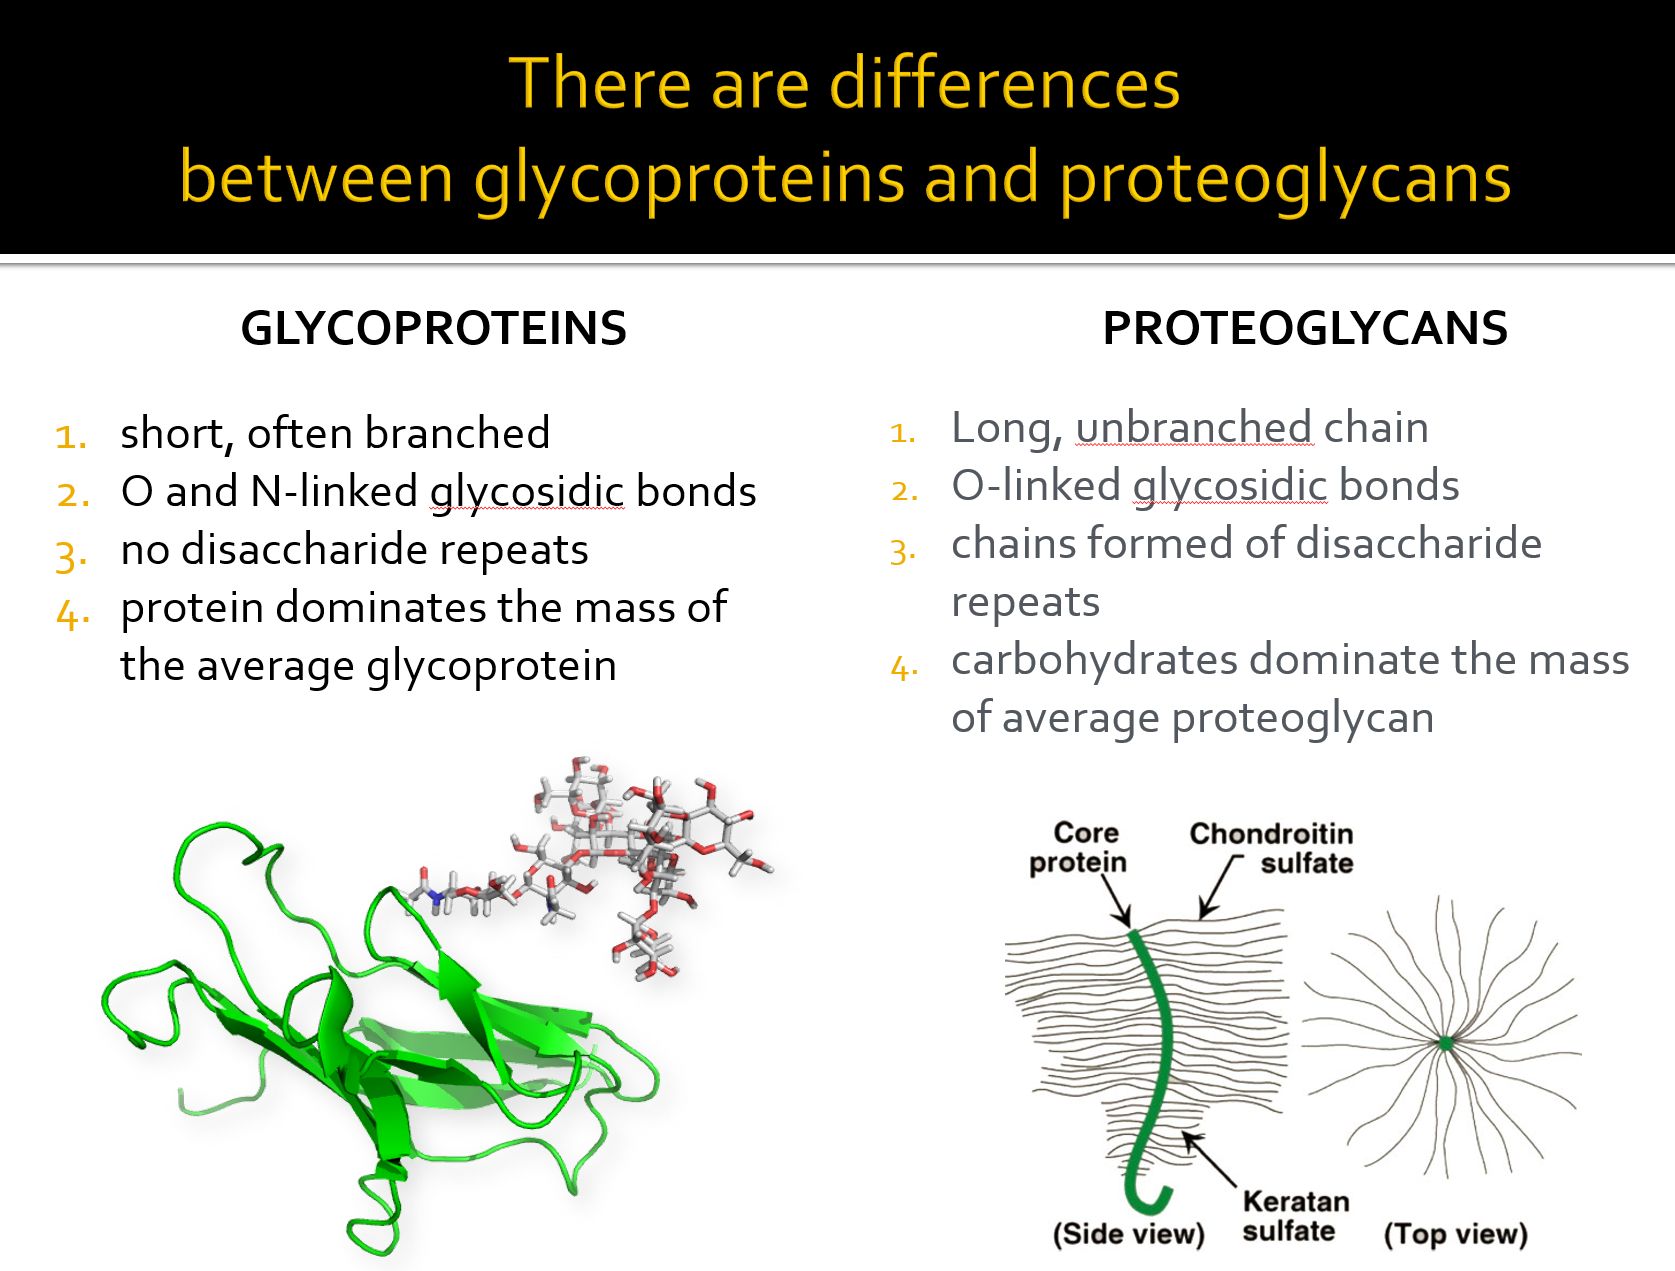 There are differences
between glycoproteins and proteoglycans
GLYCOPROTEINS
1. short, often branched
2. O and N-linked glycosidic bonds
3. no disaccharide repeats
4. protein dominates the mass of
the average glycoprotein
PROTEOGLYCANS
1. Long, unbranched chain
2. O-linked glycosidic bonds
3. chains formed of disaccharide
repeats
4. carbohydrates dominate the mass
of average proteoglycan
Core
protein
Chondroitin
sulfate
Keratan
sulfate
(Side view)
(Top view)